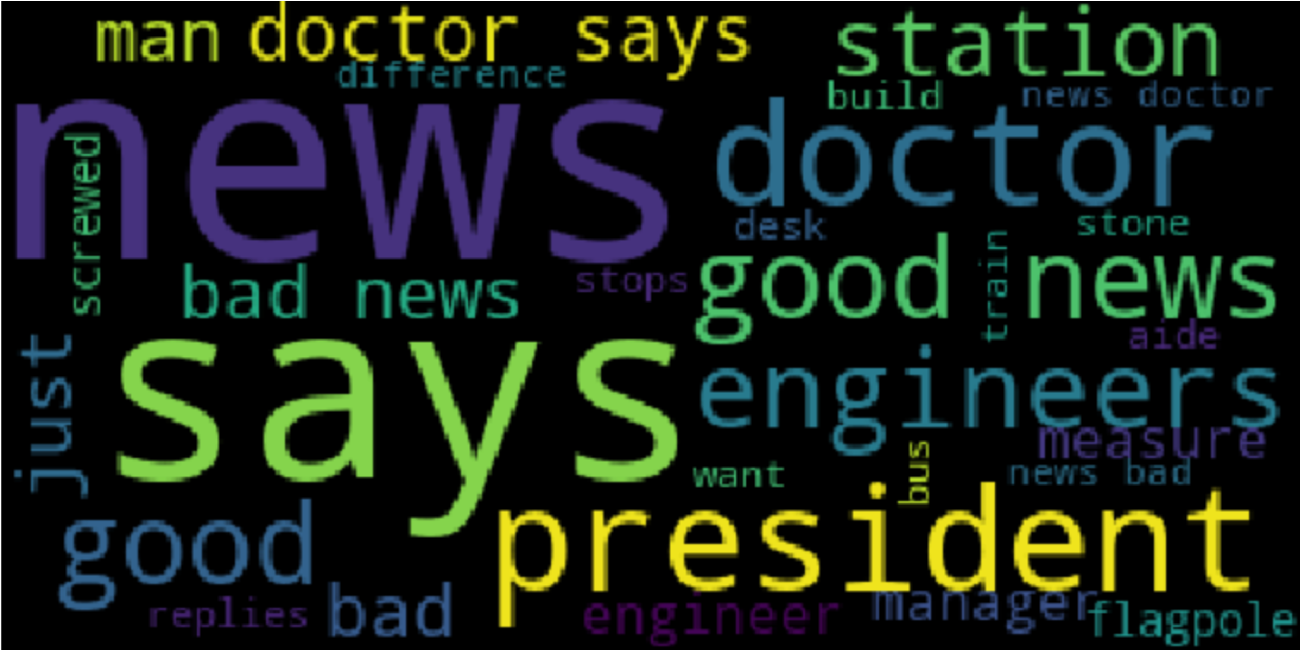 man doctor says station
difference
build news doctor
news doctor
screwed
desk stone
bad news stops good news
train
aide
just says engineers
measure
want bus news bad
good president
replies bad engineer manager flagpole